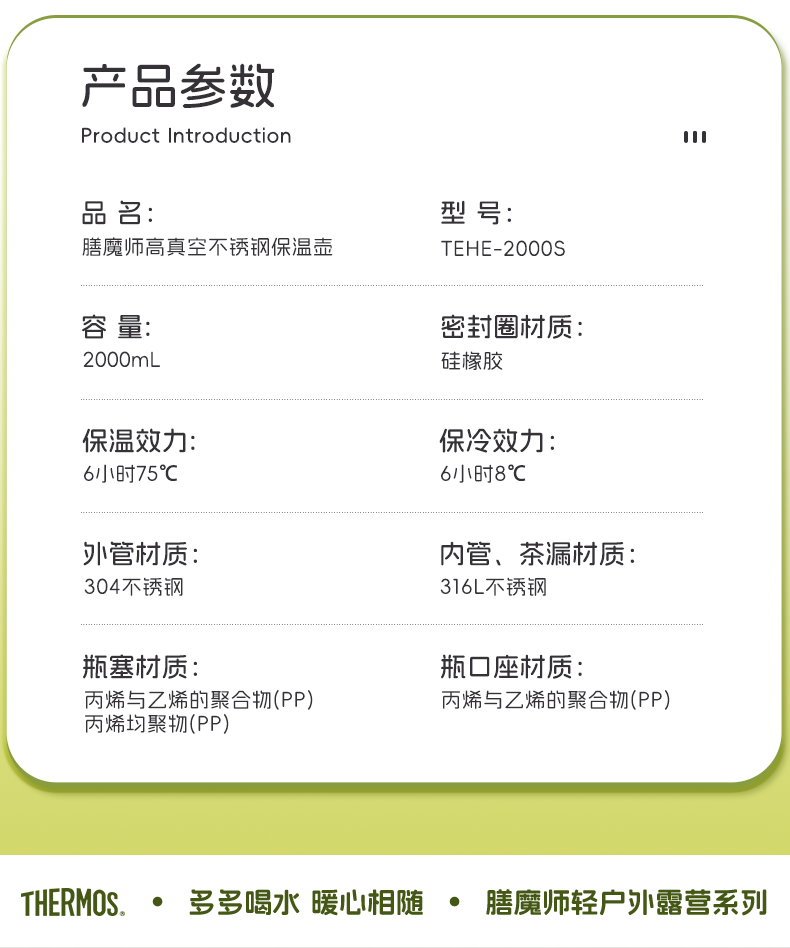 产品参数
Product Introduction
品 名:
膳魔师高真空不锈钢保温壶
型 号:
TEHE-2000S
容 量:
2000mL
密封圈材质:
硅橡胶
保温效力:
6小时75℃
保冷效力:
6小时8℃
外管材质:
304不锈钢
内管、茶漏材质:
316L不锈钢
瓶塞材质:
丙烯与乙烯的聚合物(PP)
丙烯均聚物(PP)
瓶口座材质:
丙烯与乙烯的聚合物(PP)
THERMOS® • 多多喝水 暖心相随 • 膳魔师轻户外露营系列